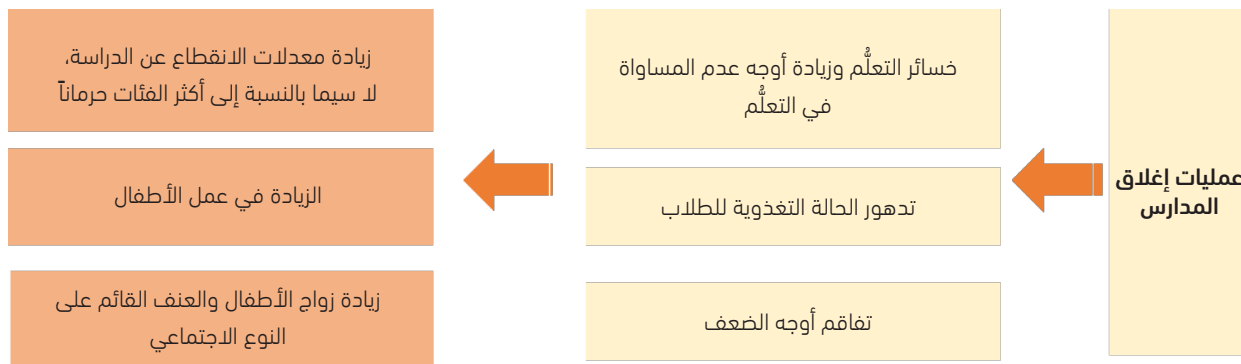 عمليات إغلاق
المدارس
خسائر التعلُّم وزيادة أوجه عدم المساواة
في التعلُّم
تدهور الحالة التغذوية للطلاب
تفاقم أوجه الضعف
زيادة معدلات الانقطاع عن الدراسة،
لا سيما بالنسبة إلى أكثر الفئات حرماناً
الزيادة في عمل الأطفال
زيادة زواج الأطفال والعنف القائم على
النوع الاجتماعي